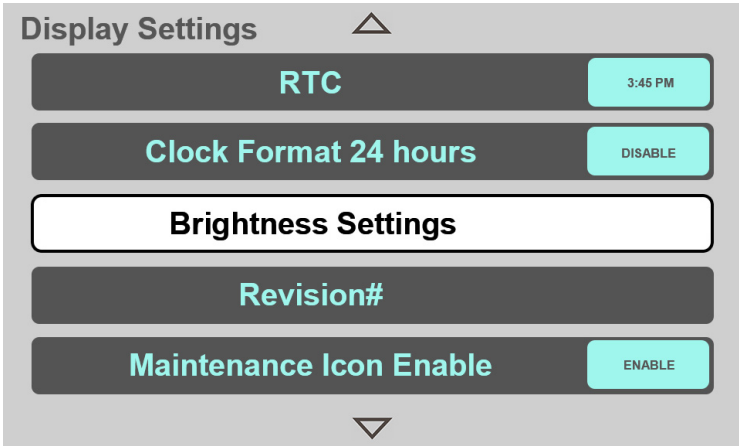 Display Settings
RTC
3:45 PM
Clock Format 24 hours
DISABLE
Brightness Settings
Revision#
Maintenance Icon Enable
ENABLE